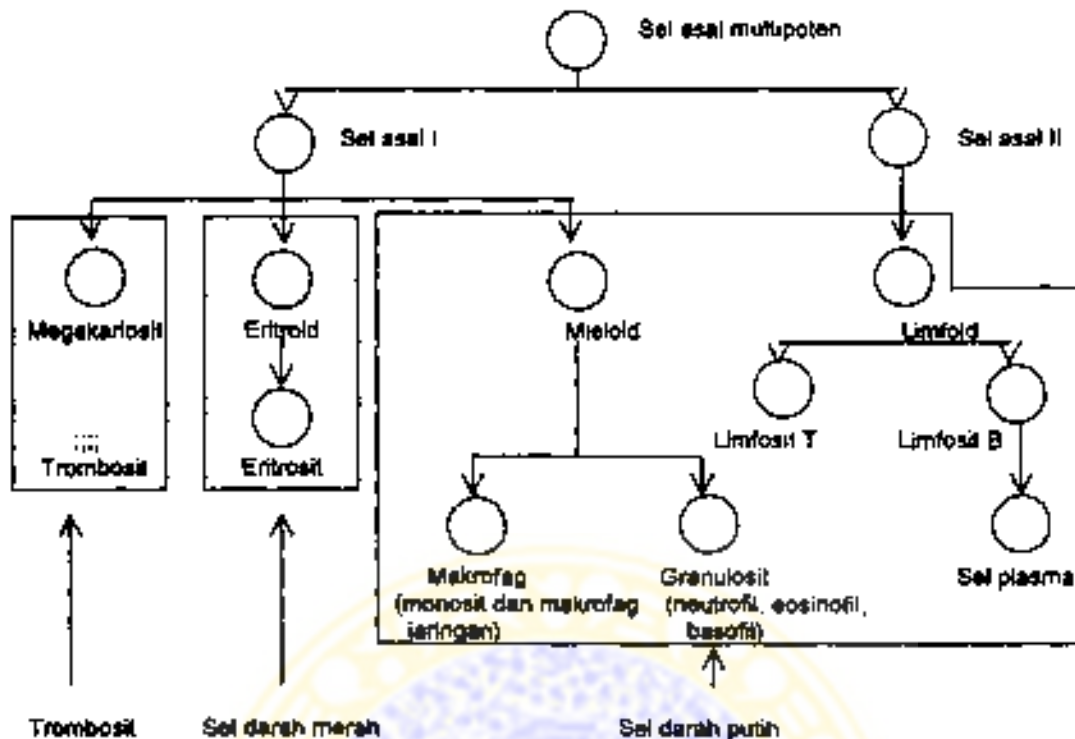 Sel asal multipoten
Sel asal I
Sel asal II
Megakariosit
Eritroid
Mieloid
Limfoid
Limfosit T
Limfosit B
Trombosit
Eritrosit
Makrofag
(monosit dan makrofag
jaringan)
Granulosit
(neutrofil, eosinofil,
basofil)
Sel plasma
Trombosit
Sel darah merah
Sel darah putih